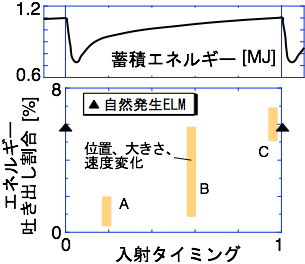 1.2
蓄積エネルギー [MJ]
0.6
8
▲ 自然発生ELM
エネルギー
吐き出し割合 [%]
位置、大きさ、
速度変化
A
B
C
0
0
入射タイミング
1